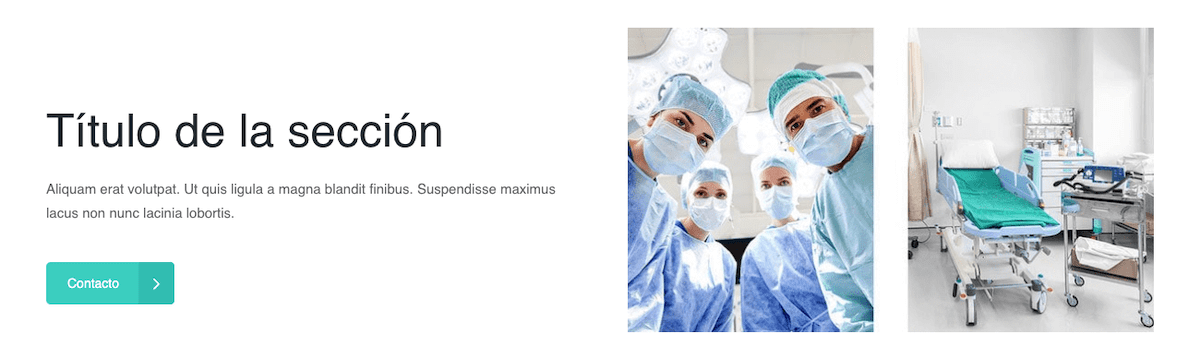 Título de la sección
Aliquam erat volutpat. Ut quis ligula a magna blandit finibus. Suspendisse maximus
lacus non nunc lacinia lobortis.
Contacto